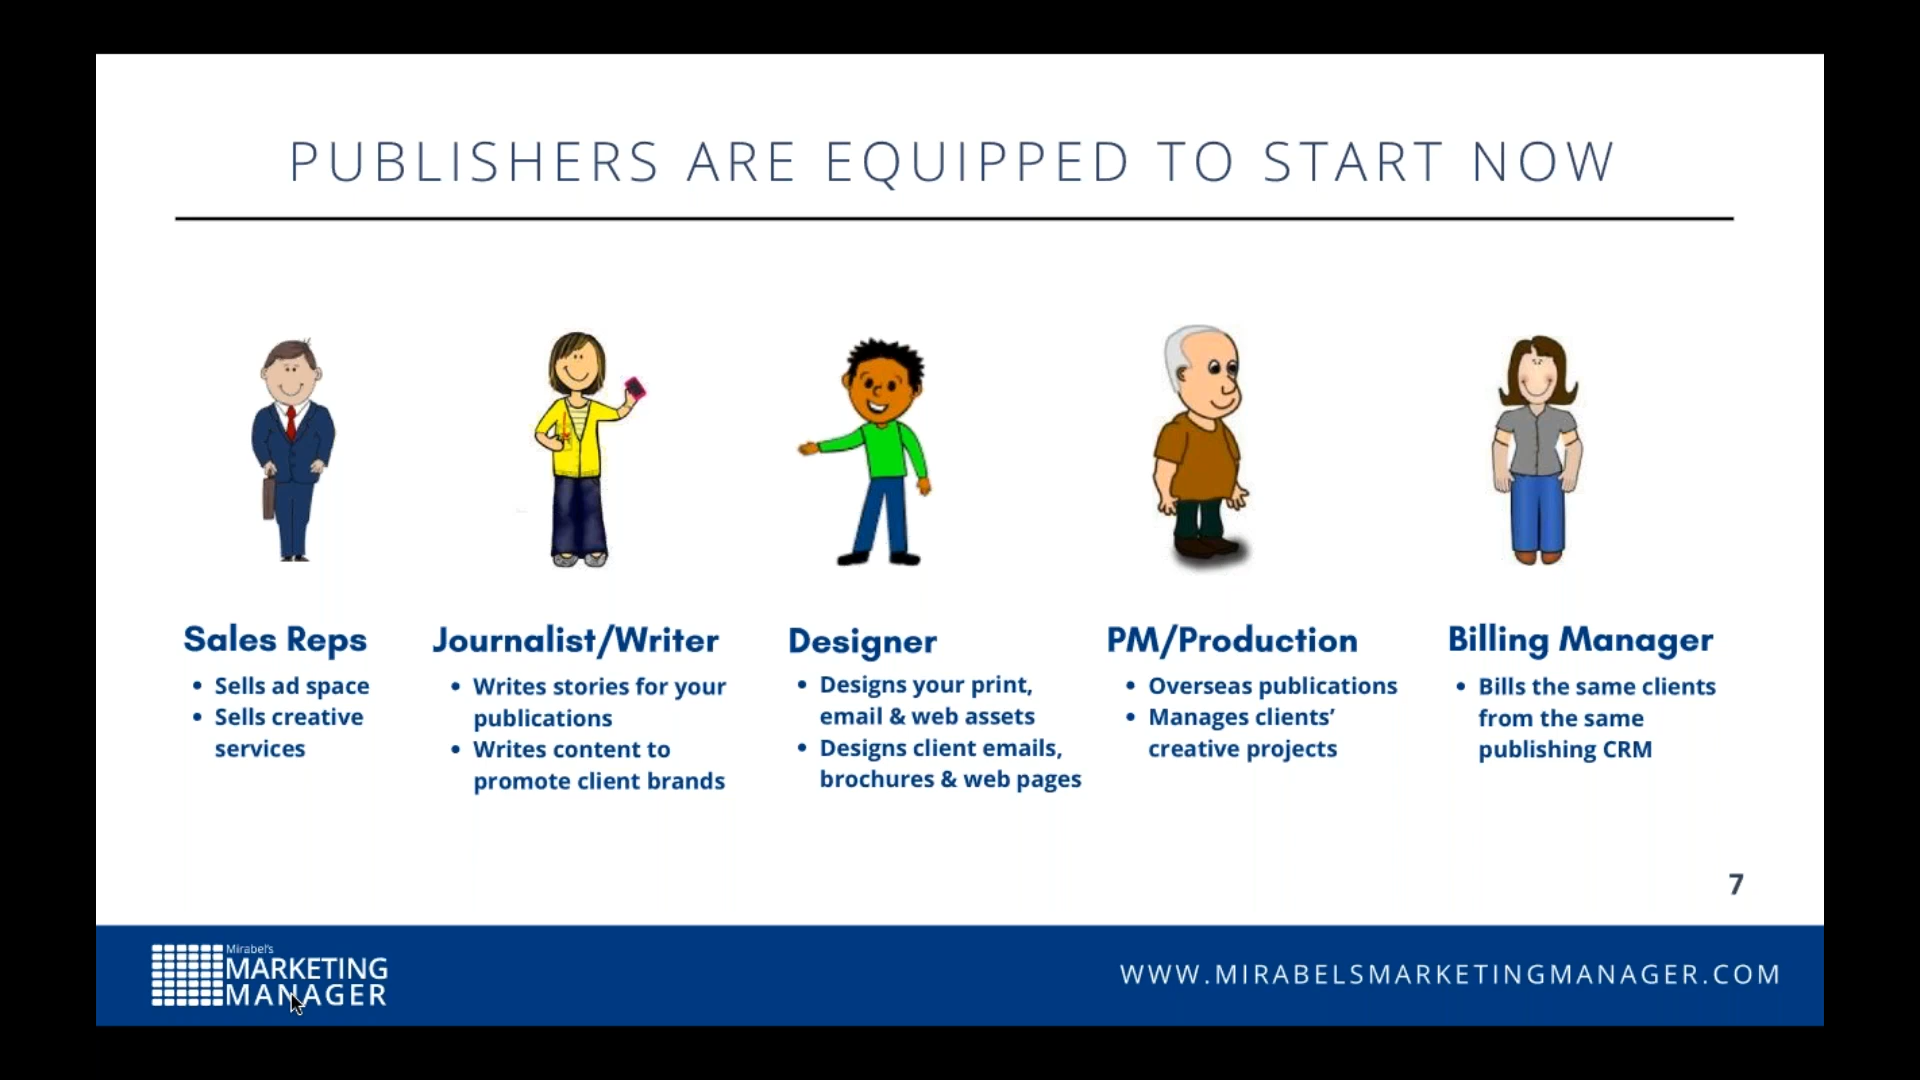 PUBLISHERS ARE EQUIPPED TO START NOW
Sales Reps
• Sells ad space
• Sells creative
services
Journalist/Writer
• Writes stories for your
publications
• Writes content to
promote client brands
Designer
• Designs your print,
email & web assets
• Designs client emails,
brochures & web pages
PM/Production
• Overseas publications
• Manages clients’
creative projects
Billing Manager
• Bills the same clients
from the same
publishing CRM
7
Mirabel's
MARKETING
MANAGER
WWW.MIRABELSMARKETINGMANAGER.COM